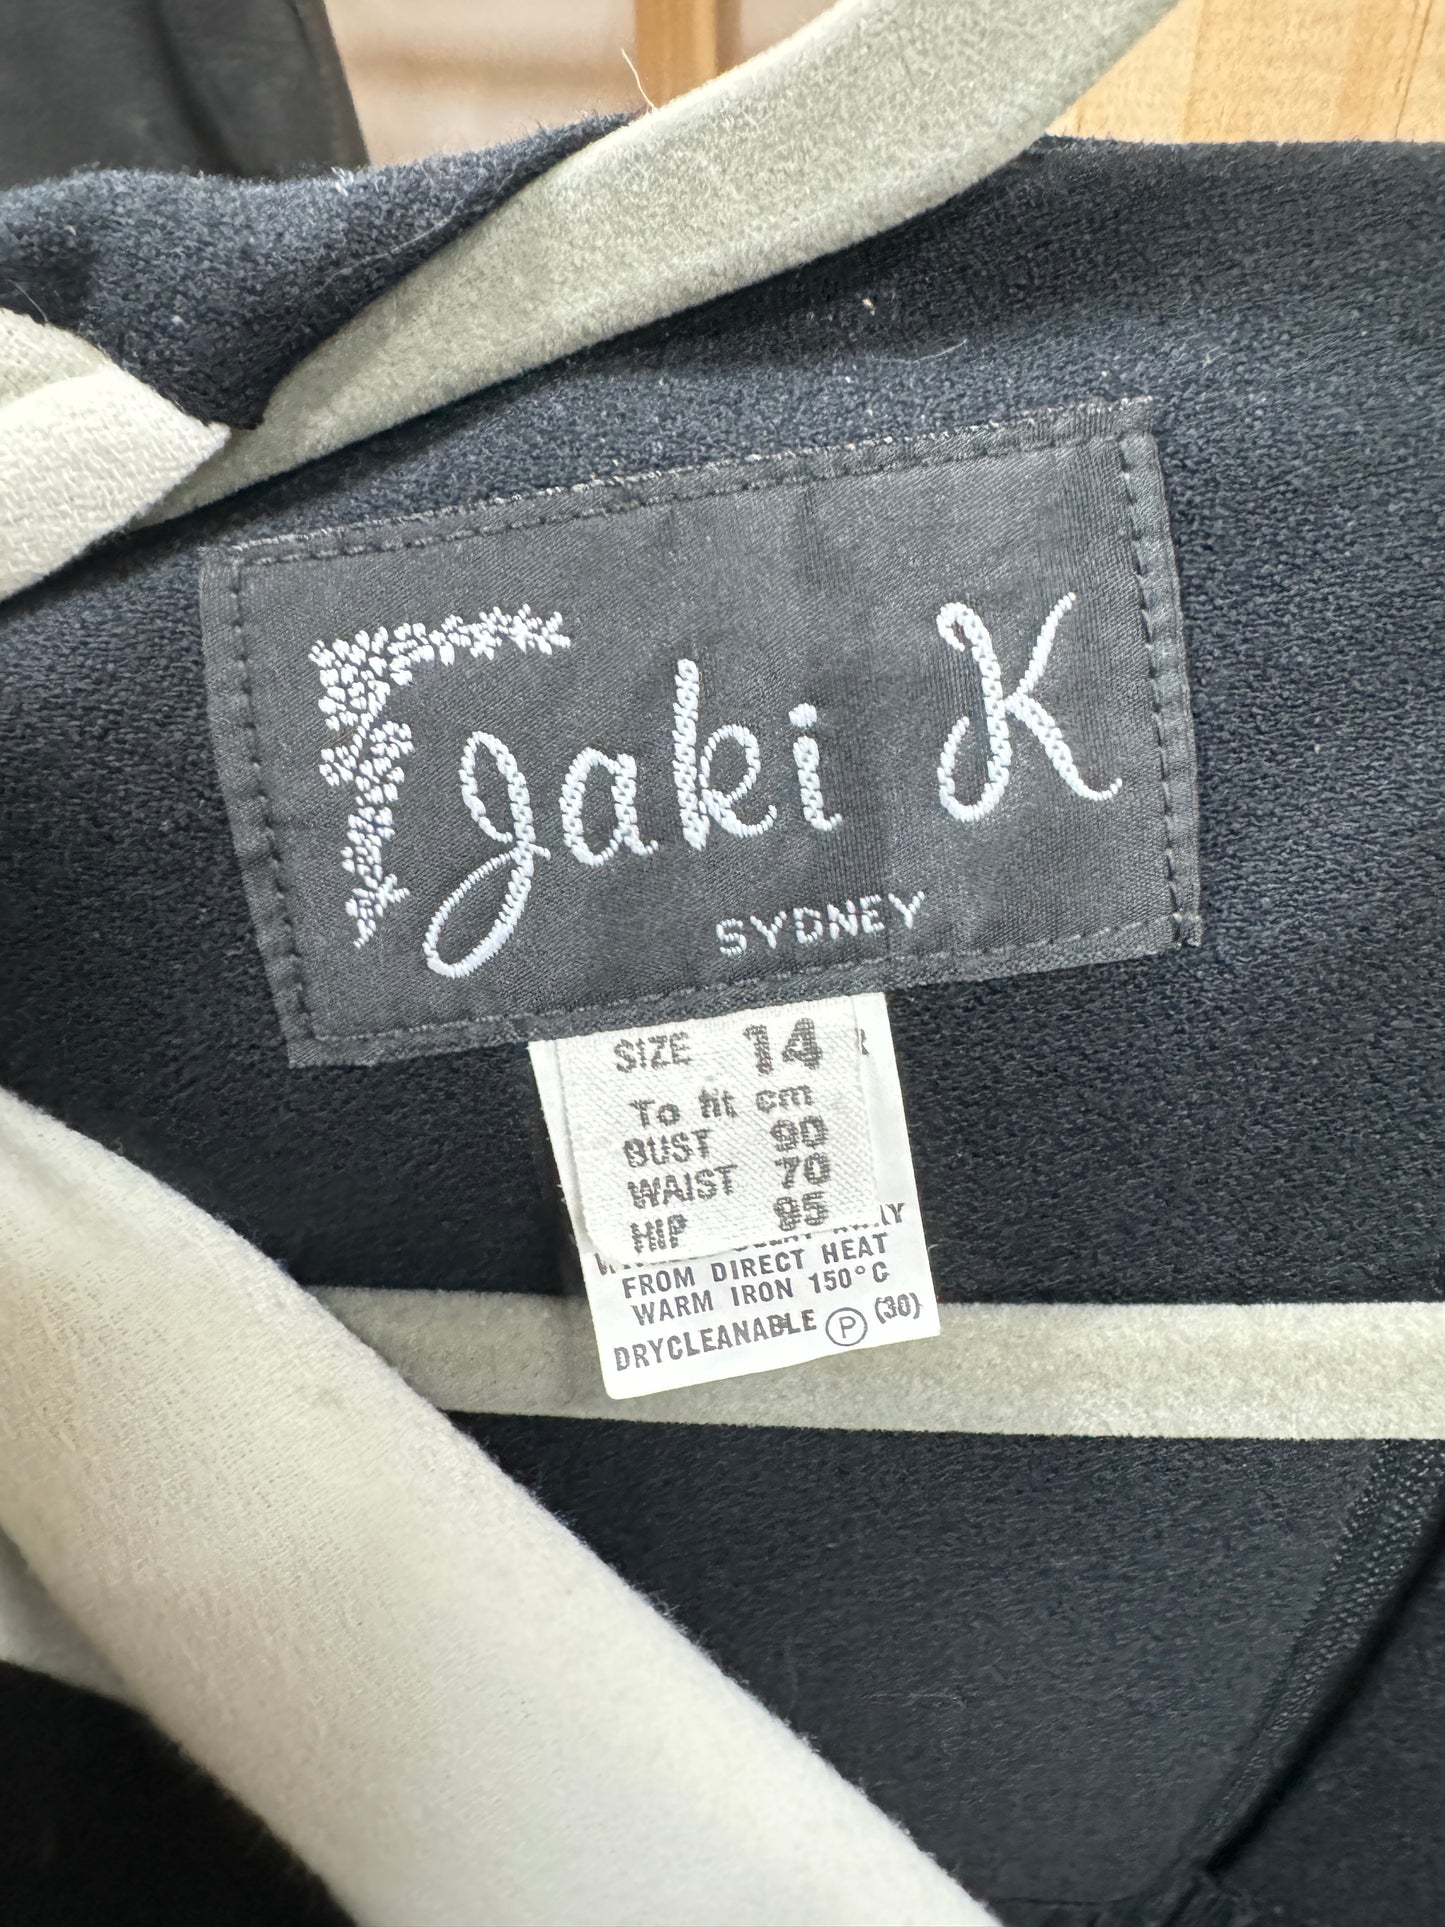 Jaki K
SYDNEY
SIZE 14
To fit cm
BUST 90
WAIST 70
HIP 95
FROM DIRECT HEAT
WARM IRON 150°C
DRYCLEANABLE P (30)